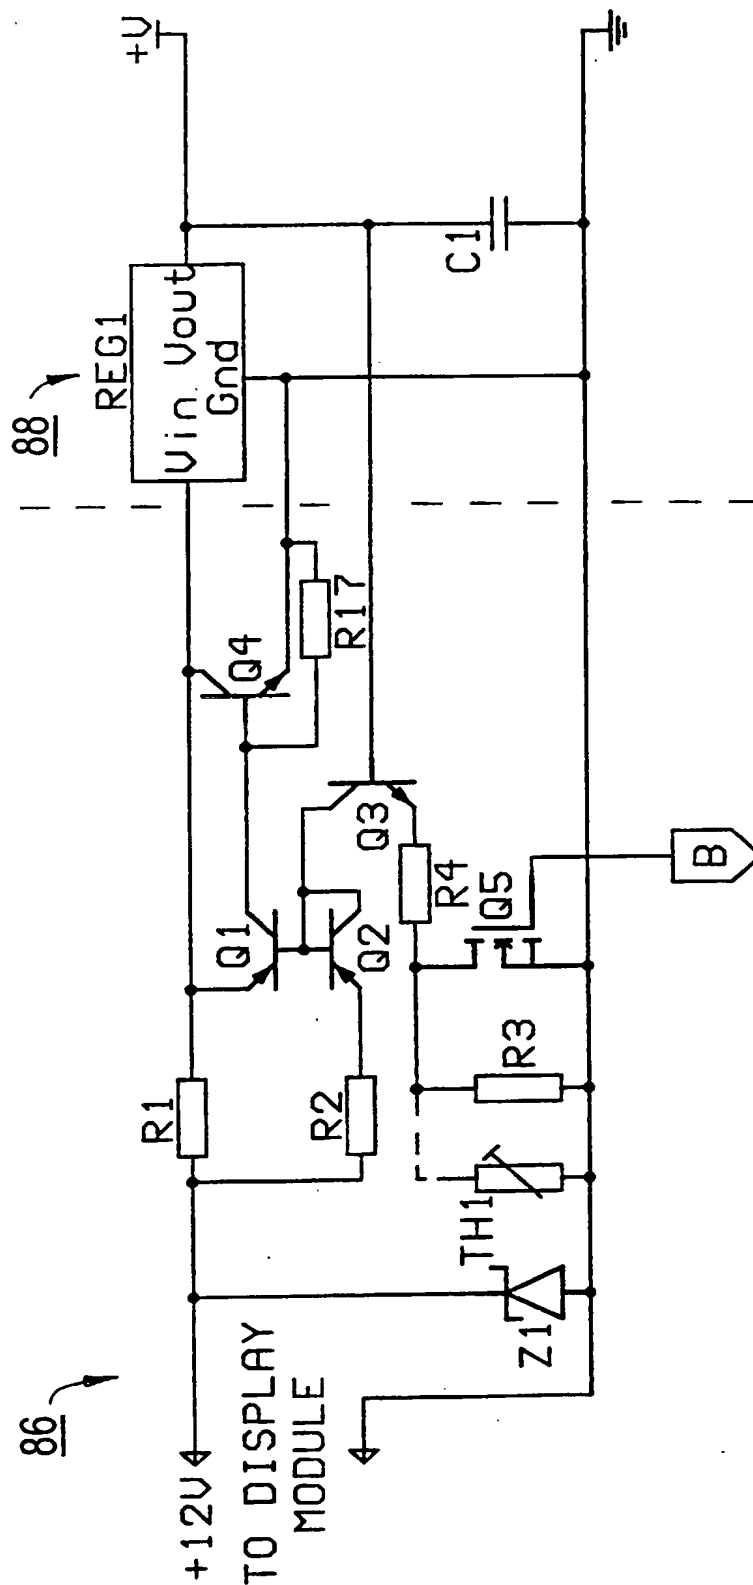 86
88
+12V
TO DISPLAY
MODULE
R1
R2
Q1
Q2
Q4
R17
REG1
Vin Vout
Gnd
+V
Q3
R4
Q5
R3
TH1
Z1
C1
B